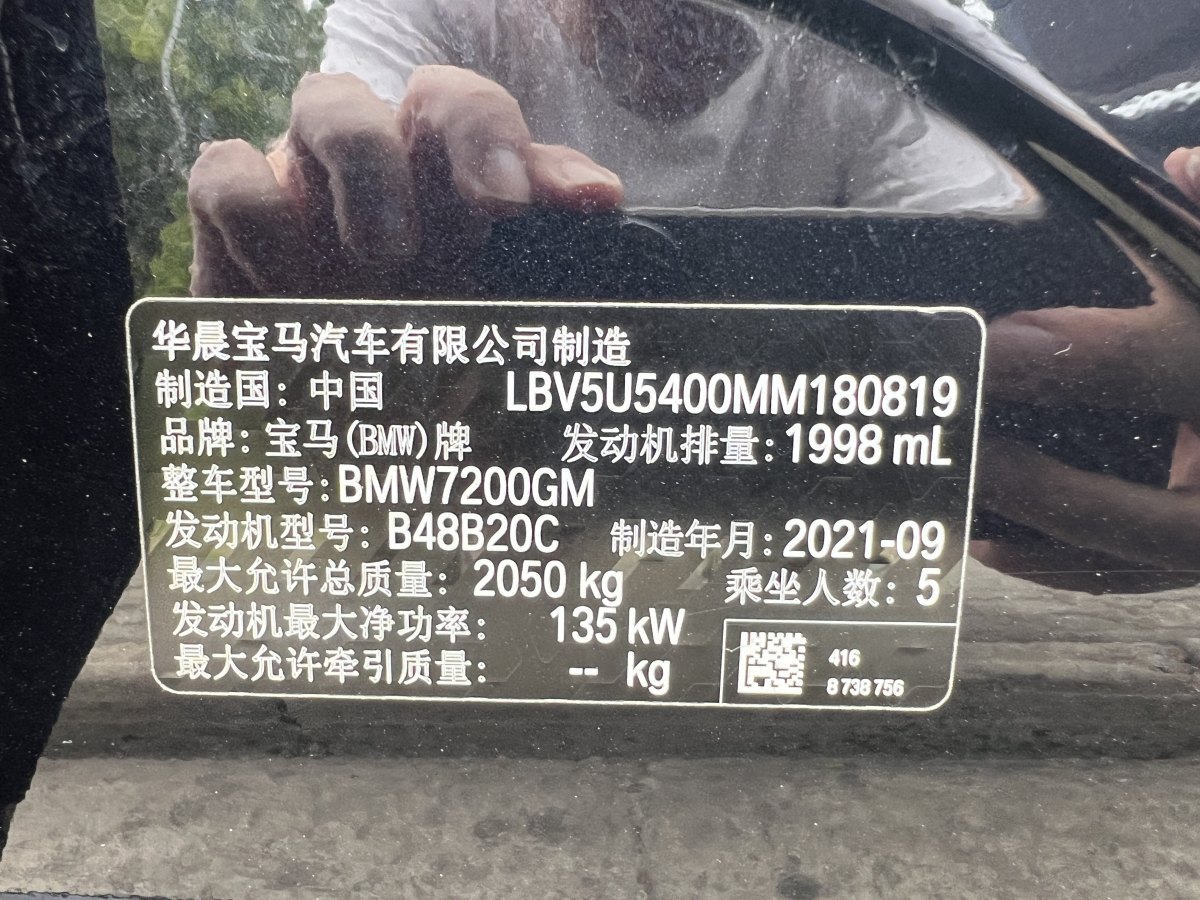 华晨宝马汽车有限公司制造
制造国：中国 LBV5U5400MM180819
品牌：宝马(BMW)牌 发动机排量：1998 mL
整车型号：BMW7200GM
发动机型号：B48B20C 制造年月：2021-09
最大允许总质量：2050 kg 乘坐人数：5
发动机最大净功率：135 kW
最大允许牵引质量：-- kg
416
8 738 756